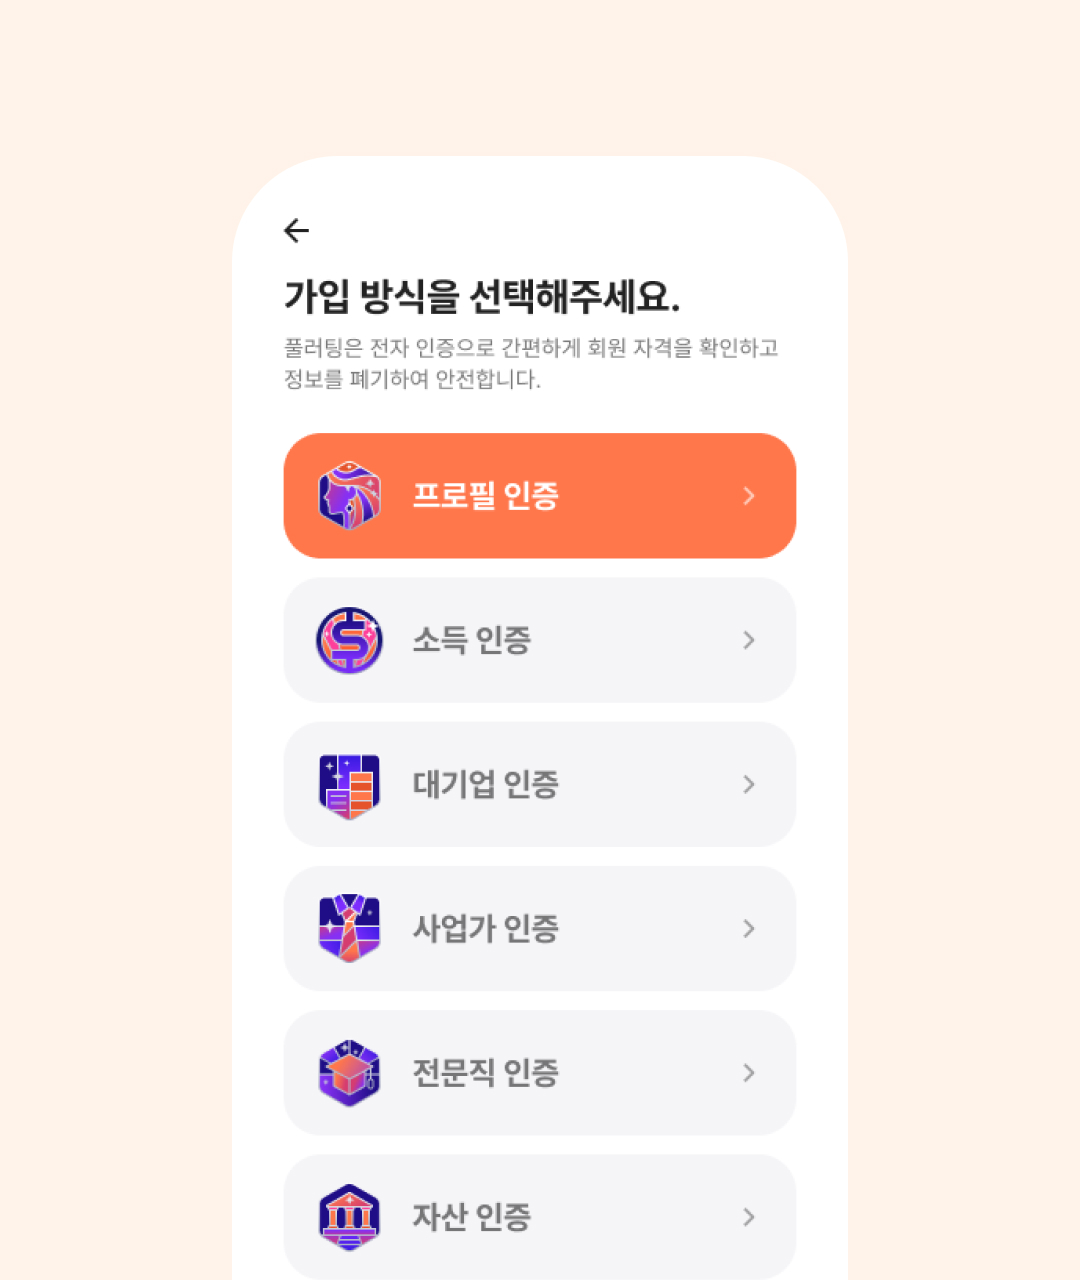 가입 방식을 선택해주세요.
풀러팅은 전자 인증으로 간편하게 회원 자격을 확인하고
정보를 폐기하여 안전합니다.
프로필 인증
소득 인증
대기업 인증
사업가 인증
전문직 인증
자산 인증